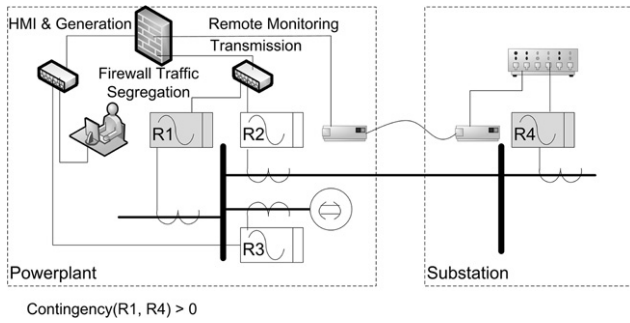 HMI & Generation
Remote Monitoring
Transmission
Firewall Traffic
Segregation
R1
R2
R4
R3
Powerplant
Substation
Contingency(R1, R4) > 0